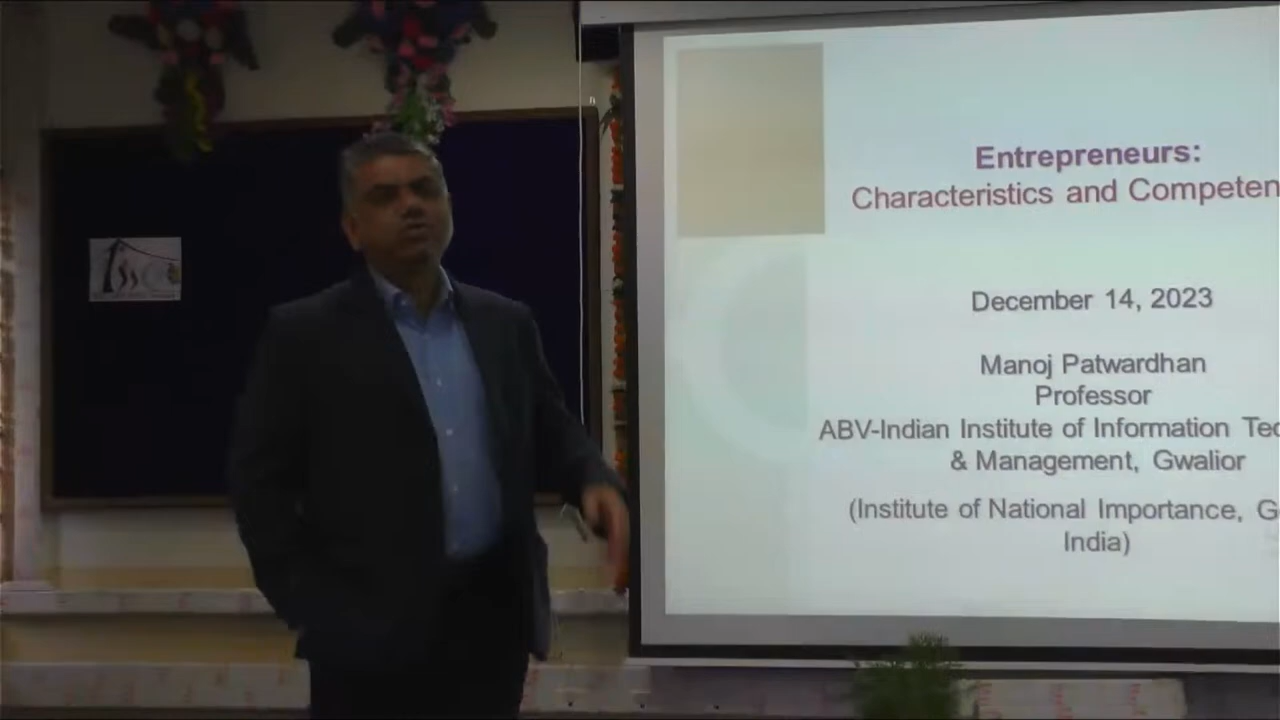 Entrepreneurs:
Characteristics and Competen
December 14, 2023
Manoj Patwardhan
Professor
ABV-Indian Institute of Information Tec
& Management, Gwalior
(Institute of National Importance, G
India)